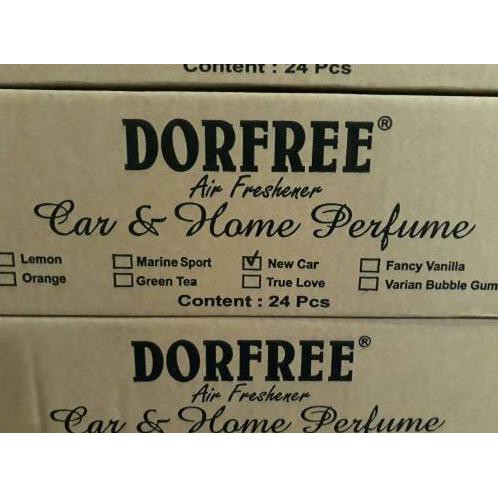 Content : 24 Pcs
DORFREE®
Air Freshener
Car & Home Perfume
Lemon Marine Sport New Car Fancy Vanilla
Orange Green Tea True Love Varian Bubble Gum
Content : 24 Pcs
DORFREE®
Air Freshener
Car & Home Perfume